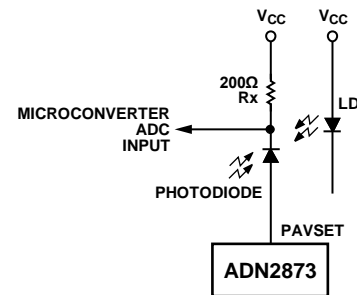 VCC VCC
200Ω
Rx
MICROCONVERTER
ADC
INPUT
LD
PHOTODIODE
PAVSET
ADN2873